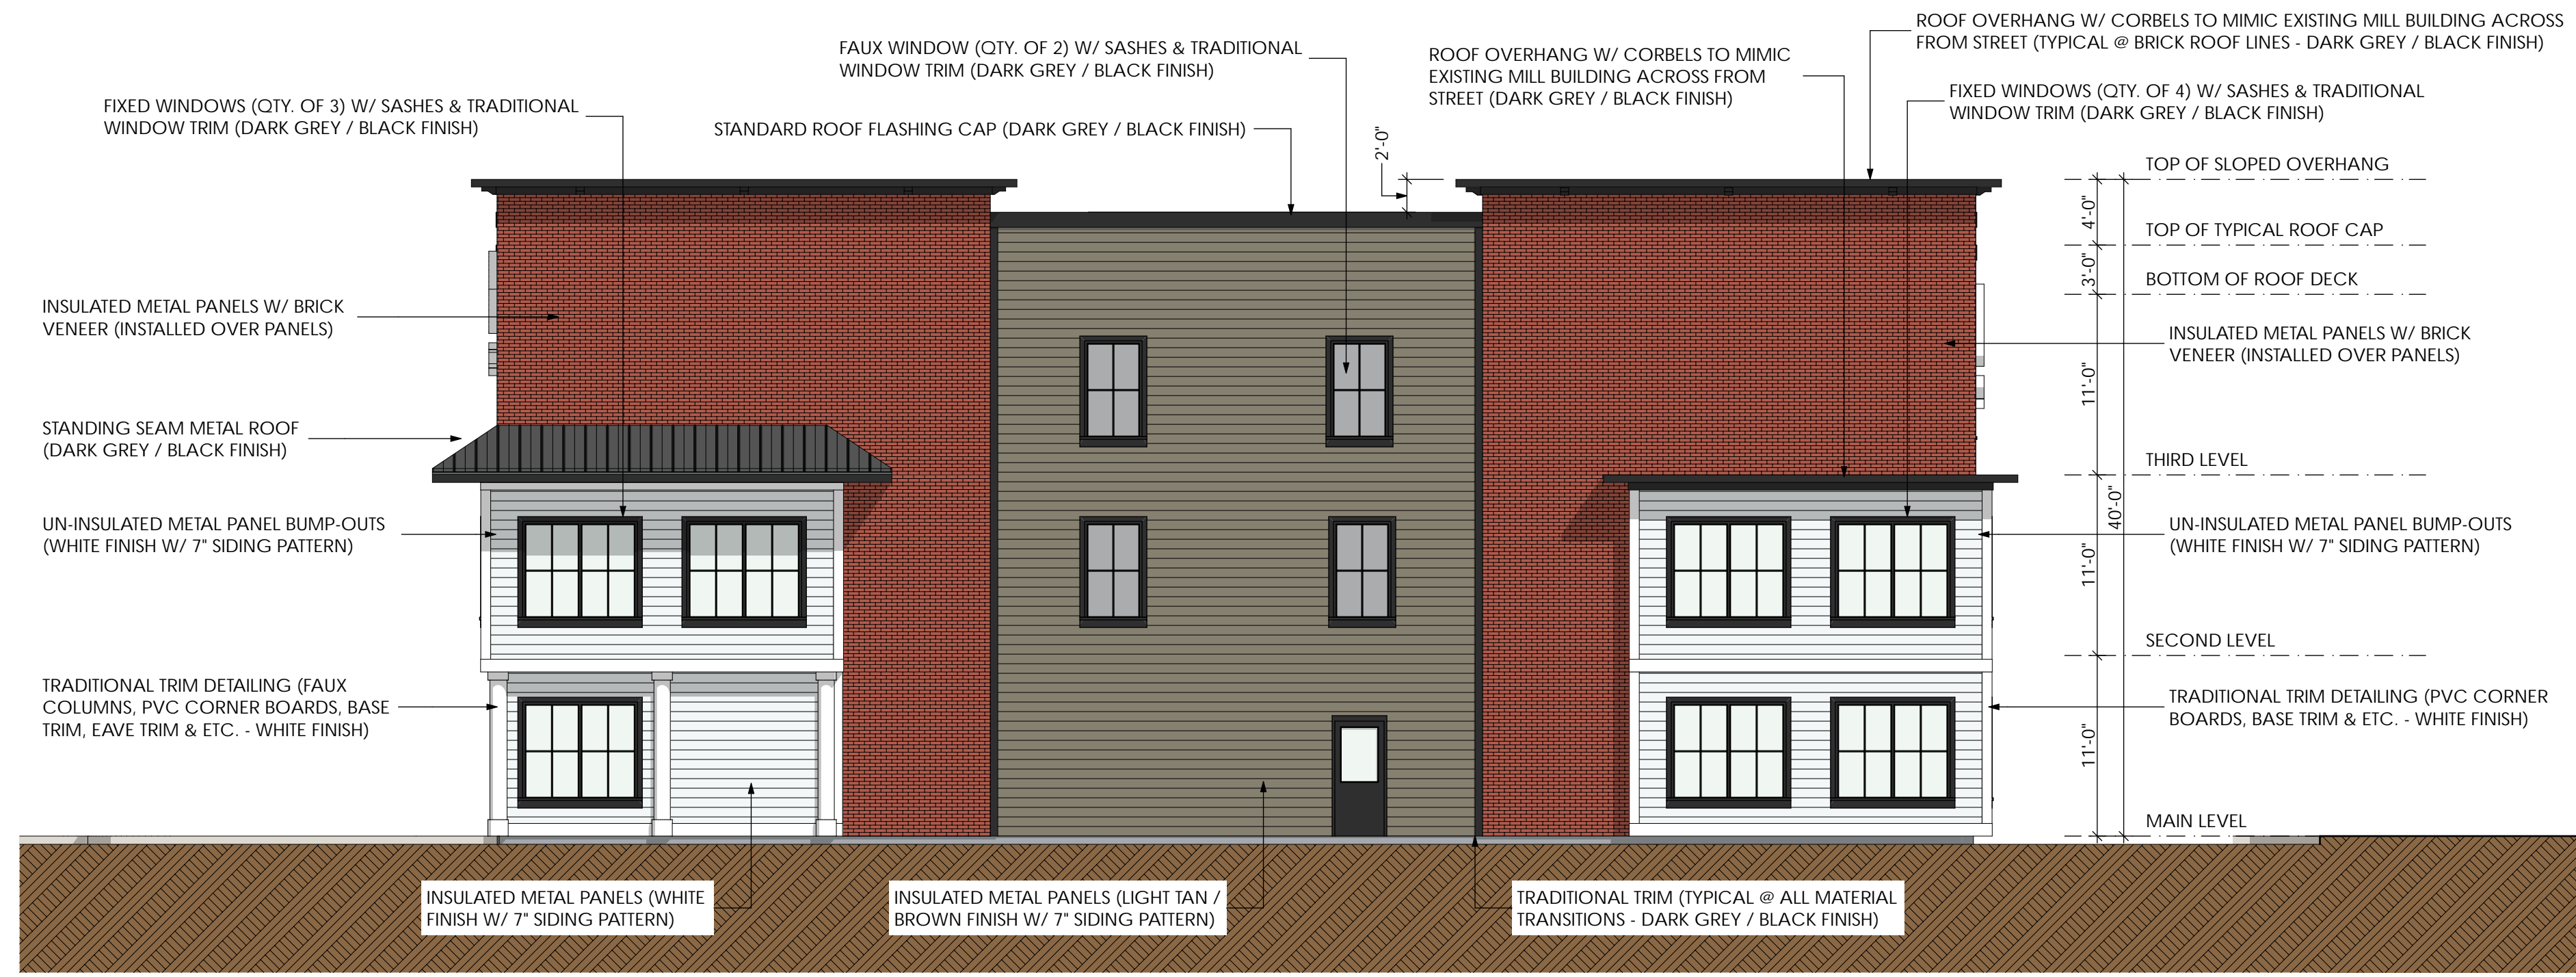 ROOF OVERHANG W/ CORBELS TO MIMIC EXISTING MILL BUILDING ACROSS
FROM STREET (TYPICAL @ BRICK ROOF LINES - DARK GREY / BLACK FINISH)
FAUX WINDOW (QTY. OF 2) W/ SASHES & TRADITIONAL
WINDOW TRIM (DARK GREY / BLACK FINISH)
ROOF OVERHANG W/ CORBELS TO MIMIC
EXISTING MILL BUILDING ACROSS FROM
STREET (DARK GREY / BLACK FINISH)
FIXED WINDOWS (QTY. OF 4) W/ SASHES & TRADITIONAL
WINDOW TRIM (DARK GREY / BLACK FINISH)
FIXED WINDOWS (QTY. OF 3) W/ SASHES & TRADITIONAL
WINDOW TRIM (DARK GREY / BLACK FINISH)
STANDARD ROOF FLASHING CAP (DARK GREY / BLACK FINISH)
2'-0"
TOP OF SLOPED OVERHANG
4'-0"
TOP OF TYPICAL ROOF CAP
3'-0"
BOTTOM OF ROOF DECK
INSULATED METAL PANELS W/ BRICK
VENEER (INSTALLED OVER PANELS)
INSULATED METAL PANELS W/ BRICK
VENEER (INSTALLED OVER PANELS)
11'-0"
STANDING SEAM METAL ROOF
(DARK GREY / BLACK FINISH)
THIRD LEVEL
40'-0"
UN-INSULATED METAL PANEL BUMP-OUTS
(WHITE FINISH W/ 7" SIDING PATTERN)
UN-INSULATED METAL PANEL BUMP-OUTS
(WHITE FINISH W/ 7" SIDING PATTERN)
11'-0"
SECOND LEVEL
TRADITIONAL TRIM DETAILING (FAUX
COLUMNS, PVC CORNER BOARDS, BASE
TRIM, EAVE TRIM & ETC. - WHITE FINISH)
TRADITIONAL TRIM DETAILING (PVC CORNER
BOARDS, BASE TRIM & ETC. - WHITE FINISH)
11'-0"
MAIN LEVEL
INSULATED METAL PANELS (WHITE
FINISH W/ 7" SIDING PATTERN)
INSULATED METAL PANELS (LIGHT TAN /
BROWN FINISH W/ 7" SIDING PATTERN)
TRADITIONAL TRIM (TYPICAL @ ALL MATERIAL
TRANSITIONS - DARK GREY / BLACK FINISH)